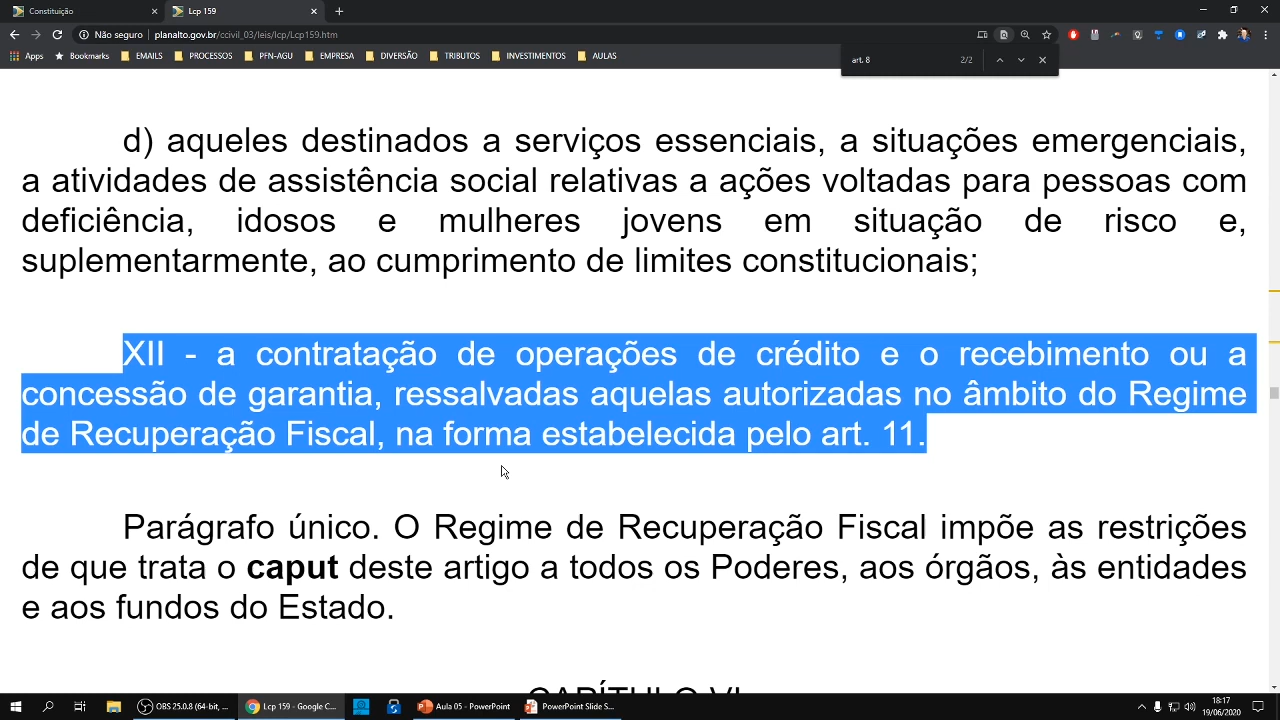 Constituição
Lcp 159
Não seguro | planalto.gov.br/ccivil_03/leis/lcp/Lcp159.htm
Apps Bookmarks EMAILS PROCESSOS PFN-AGU EMPRESA DIVERSÃO TRIBUTOS INVESTIMENTOS AULAS
art. 8 2/2
d) aqueles destinados a serviços essenciais, a situações emergenciais,
a atividades de assistência social relativas a ações voltadas para pessoas com
deficiência, idosos e mulheres jovens em situação de risco e,
suplementarmente, ao cumprimento de limites constitucionais;
XII - a contratação de operações de crédito e o recebimento ou a
concessão de garantia, ressalvadas aquelas autorizadas no âmbito do Regime
de Recuperação Fiscal, na forma estabelecida pelo art. 11.
Parágrafo único. O Regime de Recuperação Fiscal impõe as restrições
de que trata o caput deste artigo a todos os Poderes, aos órgãos, às entidades
e aos fundos do Estado.
CAPÍTULO VI
OBS 25.0.8 (64-bit, ... Lcp 159 - Google C... Aula 05 - PowerPoint PowerPoint Slide S...
18:17
19/06/2020